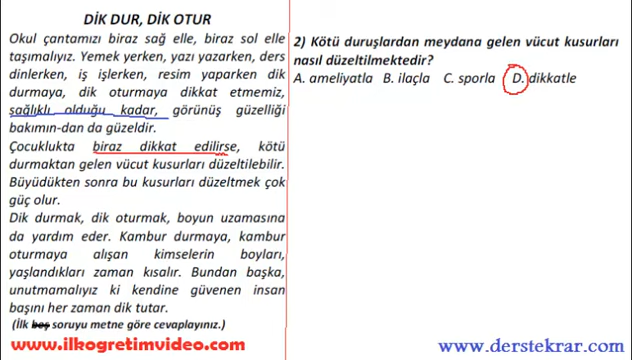 DİK DUR, DİK OTUR
Okul çantamızı biraz sağ elle, biraz sol elle
taşımalıyız. Yemek yerken, yazı yazarken, ders
dinlerken, iş işlerken, resim yaparken dik
durmaya, dik oturmaya dikkat etmemiz,
sağlıklı olduğu kadar, görünüş güzelliği
bakımın-dan da güzeldir.
Çocuklukta biraz dikkat edilirse, kötü
durmaktan gelen vücut kusurları düzeltilebilir.
Büyüdükten sonra bu kusurları düzeltmek çok
güç olur.
Dik durmak, dik oturmak, boyun uzamasına
da yardım eder. Kambur durmaya, kambur
oturmaya alışan kimselerin boyları,
yaşlandıkları zaman kısalır. Bundan başka,
unutmamalıyız ki kendine güvenen insan
başını her zaman dik tutar.
(İlk beş soruyu metne göre cevaplayınız.)
www.ilkogretimvideo.com
2) Kötü duruşlardan meydana gelen vücut kusurları
nasıl düzeltilmektedir?
A. ameliyatla B. ilaçla C. sporla D. dikkatle
www.derstekrar.com